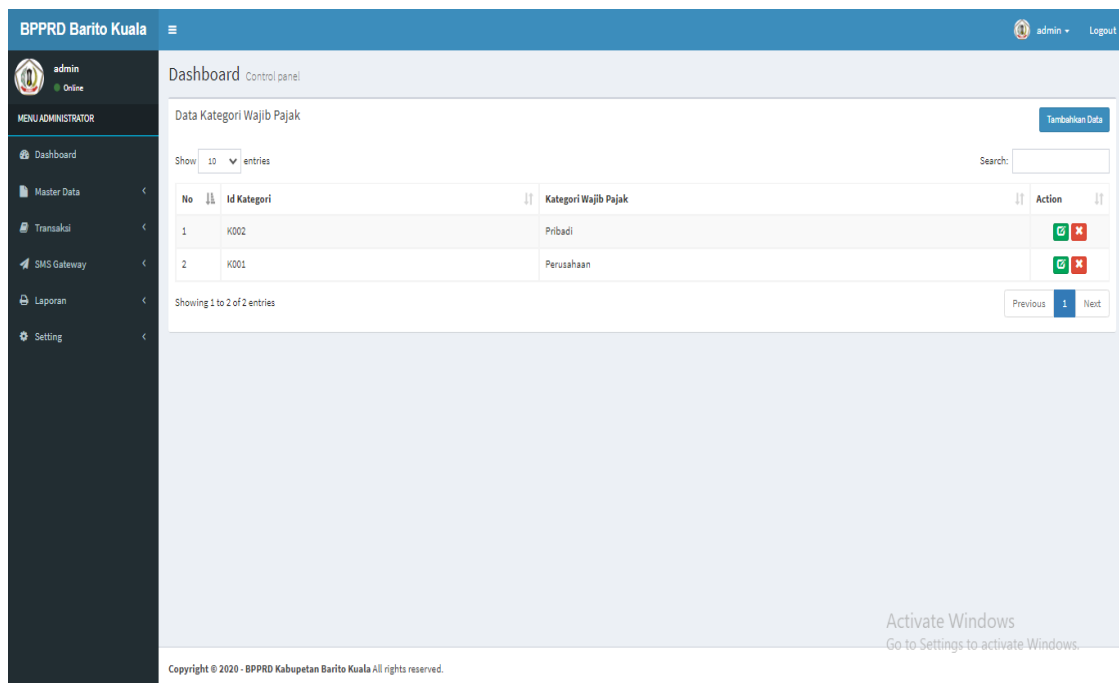 BPPRD Barito Kuala
admin
Logout
admin
Online
MENU ADMINISTRATOR
Dashboard
Master Data
Transaksi
SMS Gateway
Laporan
Setting
Dashboard Control panel
Data Kategori Wajib Pajak
Tambahkan Data
Show 10 entries
Search:
No Id Kategori Kategori Wajib Pajak Action
1 K002 Pribadi
2 K001 Perusahaan
Showing 1 to 2 of 2 entries
Previous 1 Next
Activate Windows
Go to Settings to activate Windows.
Copyright © 2020 - BPPRD Kabupetan Barito Kuala All rights reserved.